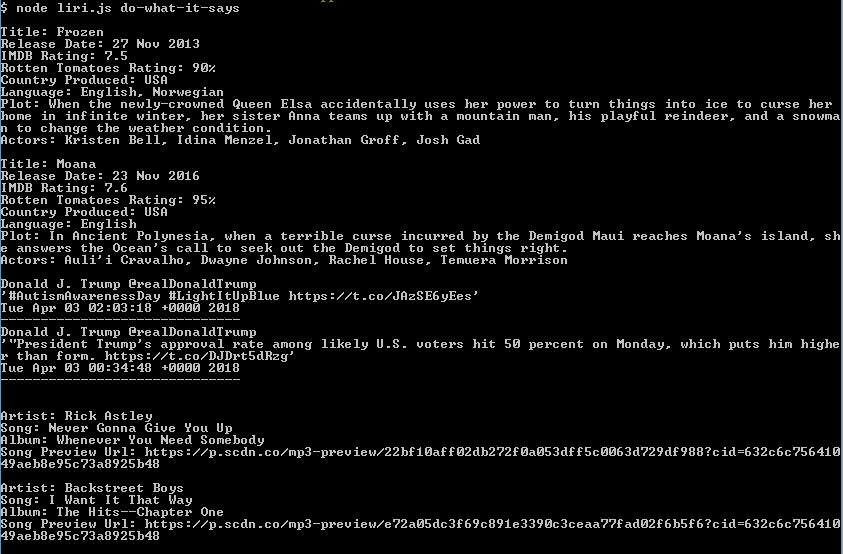 $ node liri.js do-what-it-says
Title: Frozen
Release Date: 27 Nov 2013
IMDB Rating: 7.5
Rotten Tomatoes Rating: 90%
Country Produced: USA
Language: English, Norwegian
Plot: When the newly-crowned Queen Elsa accidentally uses her power to turn things into ice to curse her
home in infinite winter, her sister Anna teams up with a mountain man, his playful reindeer, and a snowma
n to change the weather condition.
Actors: Kristen Bell, Idina Menzel, Jonathan Groff, Josh Gad
Title: Moana
Release Date: 23 Nov 2016
IMDB Rating: 7.6
Rotten Tomatoes Rating: 95%
Country Produced: USA
Language: English
Plot: In Ancient Polynesia, when a terrible curse incurred by the Demigod Maui reaches Moana's island, sh
e answers the Ocean's call to seek out the Demigod to set things right.
Actors: Auli'i Cravalho, Dwayne Johnson, Rachel House, Temuera Morrison
Donald J. Trump @realDonaldTrump
'#AutismAwarenessDay #LightItUpBlue https://t.co/JAzSE6yEes'
Tue Apr 03 02:03:18 +0000 2018
------------------------------
Donald J. Trump @realDonaldTrump
'"President Trump's approval rate among likely U.S. voters hit 50 percent on Monday, which puts him highe
r than form. https://t.co/DJDrt5dRzg'
Tue Apr 03 00:34:48 +0000 2018
------------------------------
Artist: Rick Astley
Song: Never Gonna Give You Up
Album: Whenever You Need Somebody
Song Preview Url: https://p.scdn.co/mp3-preview/22bf10aff02db272f0a053dff5c0063d729df988?cid=632c6c756410
49aeb8e95c73a8925b48
Artist: Backstreet Boys
Song: I Want It That Way
Album: The Hits--Chapter One
Song Preview Url: https://p.scdn.co/mp3-preview/e72a05dc3f69c891e3390c3ceaa77fad02f6b5f6?cid=632c6c756410
49aeb8e95c73a8925b48